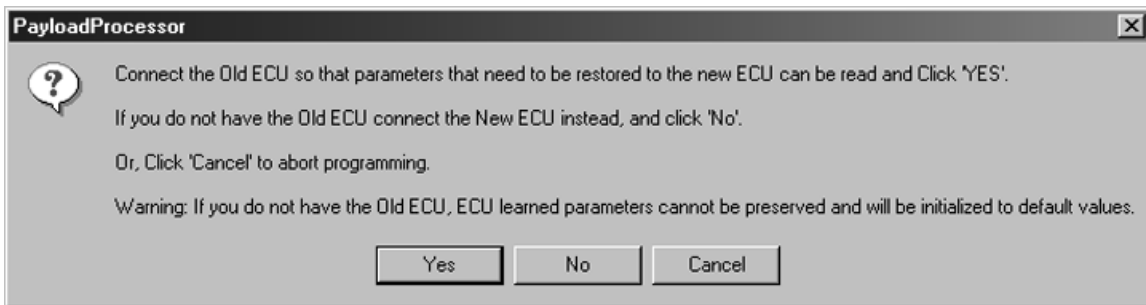 PayloadProcessor
Connect the Old ECU so that parameters that need to be restored to the new ECU can be read and Click 'YES'.
If you do not have the Old ECU connect the New ECU instead, and click 'No'.
Or, Click 'Cancel' to abort programming.
Warning: If you do not have the Old ECU, ECU learned parameters cannot be preserved and will be initialized to default values.
Yes No Cancel